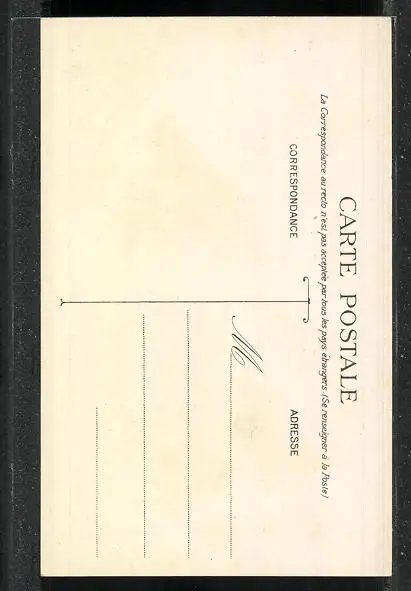 CARTE POSTALE
La Correspondance au recto n'est pas acceptée par tous les pays étrangers (Se renseigner à la Poste)
CORRESPONDANCE
ADRESSE
M